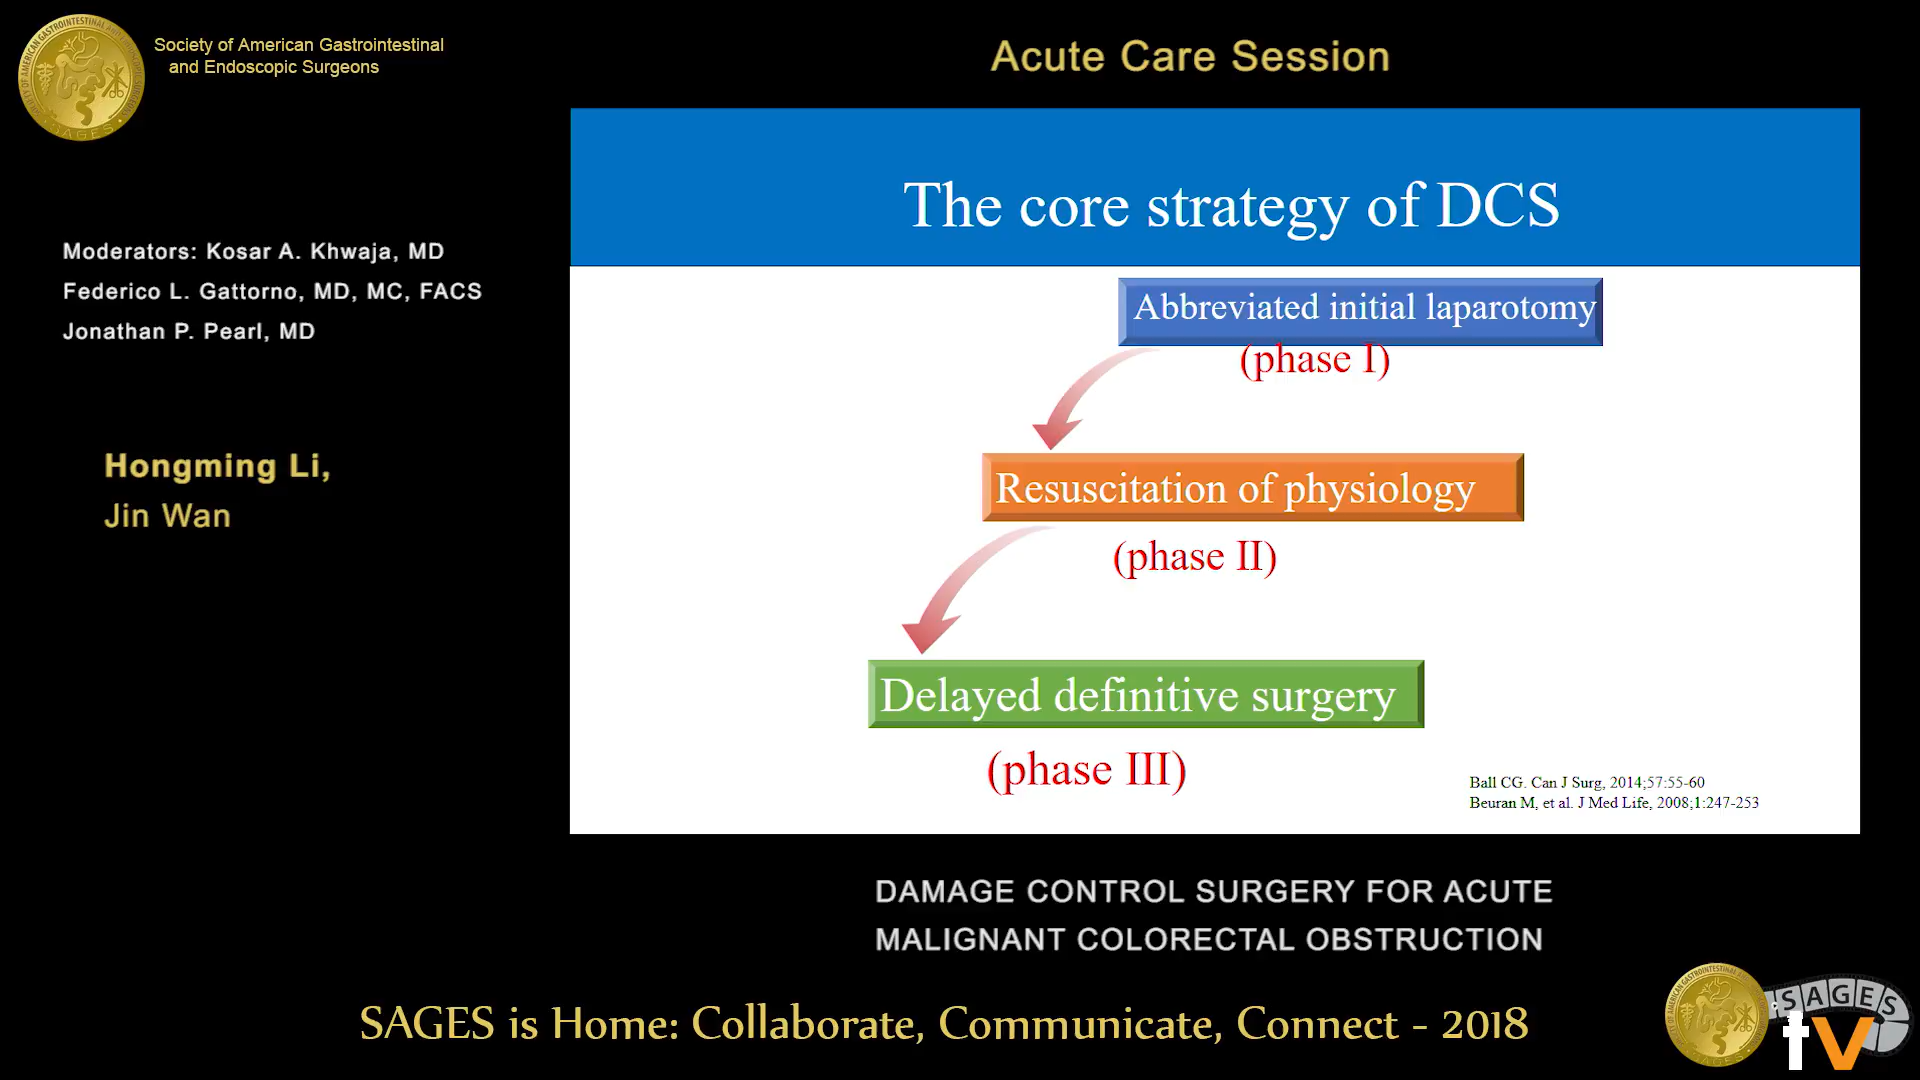 Society of American Gastrointestinal
and Endoscopic Surgeons
Acute Care Session
Moderators: Kosar A. Khwaja, MD
Federico L. Gattorno, MD, MC, FACS
Jonathan P. Pearl, MD
Hongming Li,
Jin Wan
The core strategy of DCS
Abbreviated initial laparotomy
(phase I)
Resuscitation of physiology
(phase II)
Delayed definitive surgery
(phase III)
Ball CG. Can J Surg, 2014;57:55-60
Beuran M, et al. J Med Life, 2008;1:247-253
DAMAGE CONTROL SURGERY FOR ACUTE
MALIGNANT COLORECTAL OBSTRUCTION
SAGES is Home: Collaborate, Communicate, Connect - 2018
SAGES
tv
SAGES